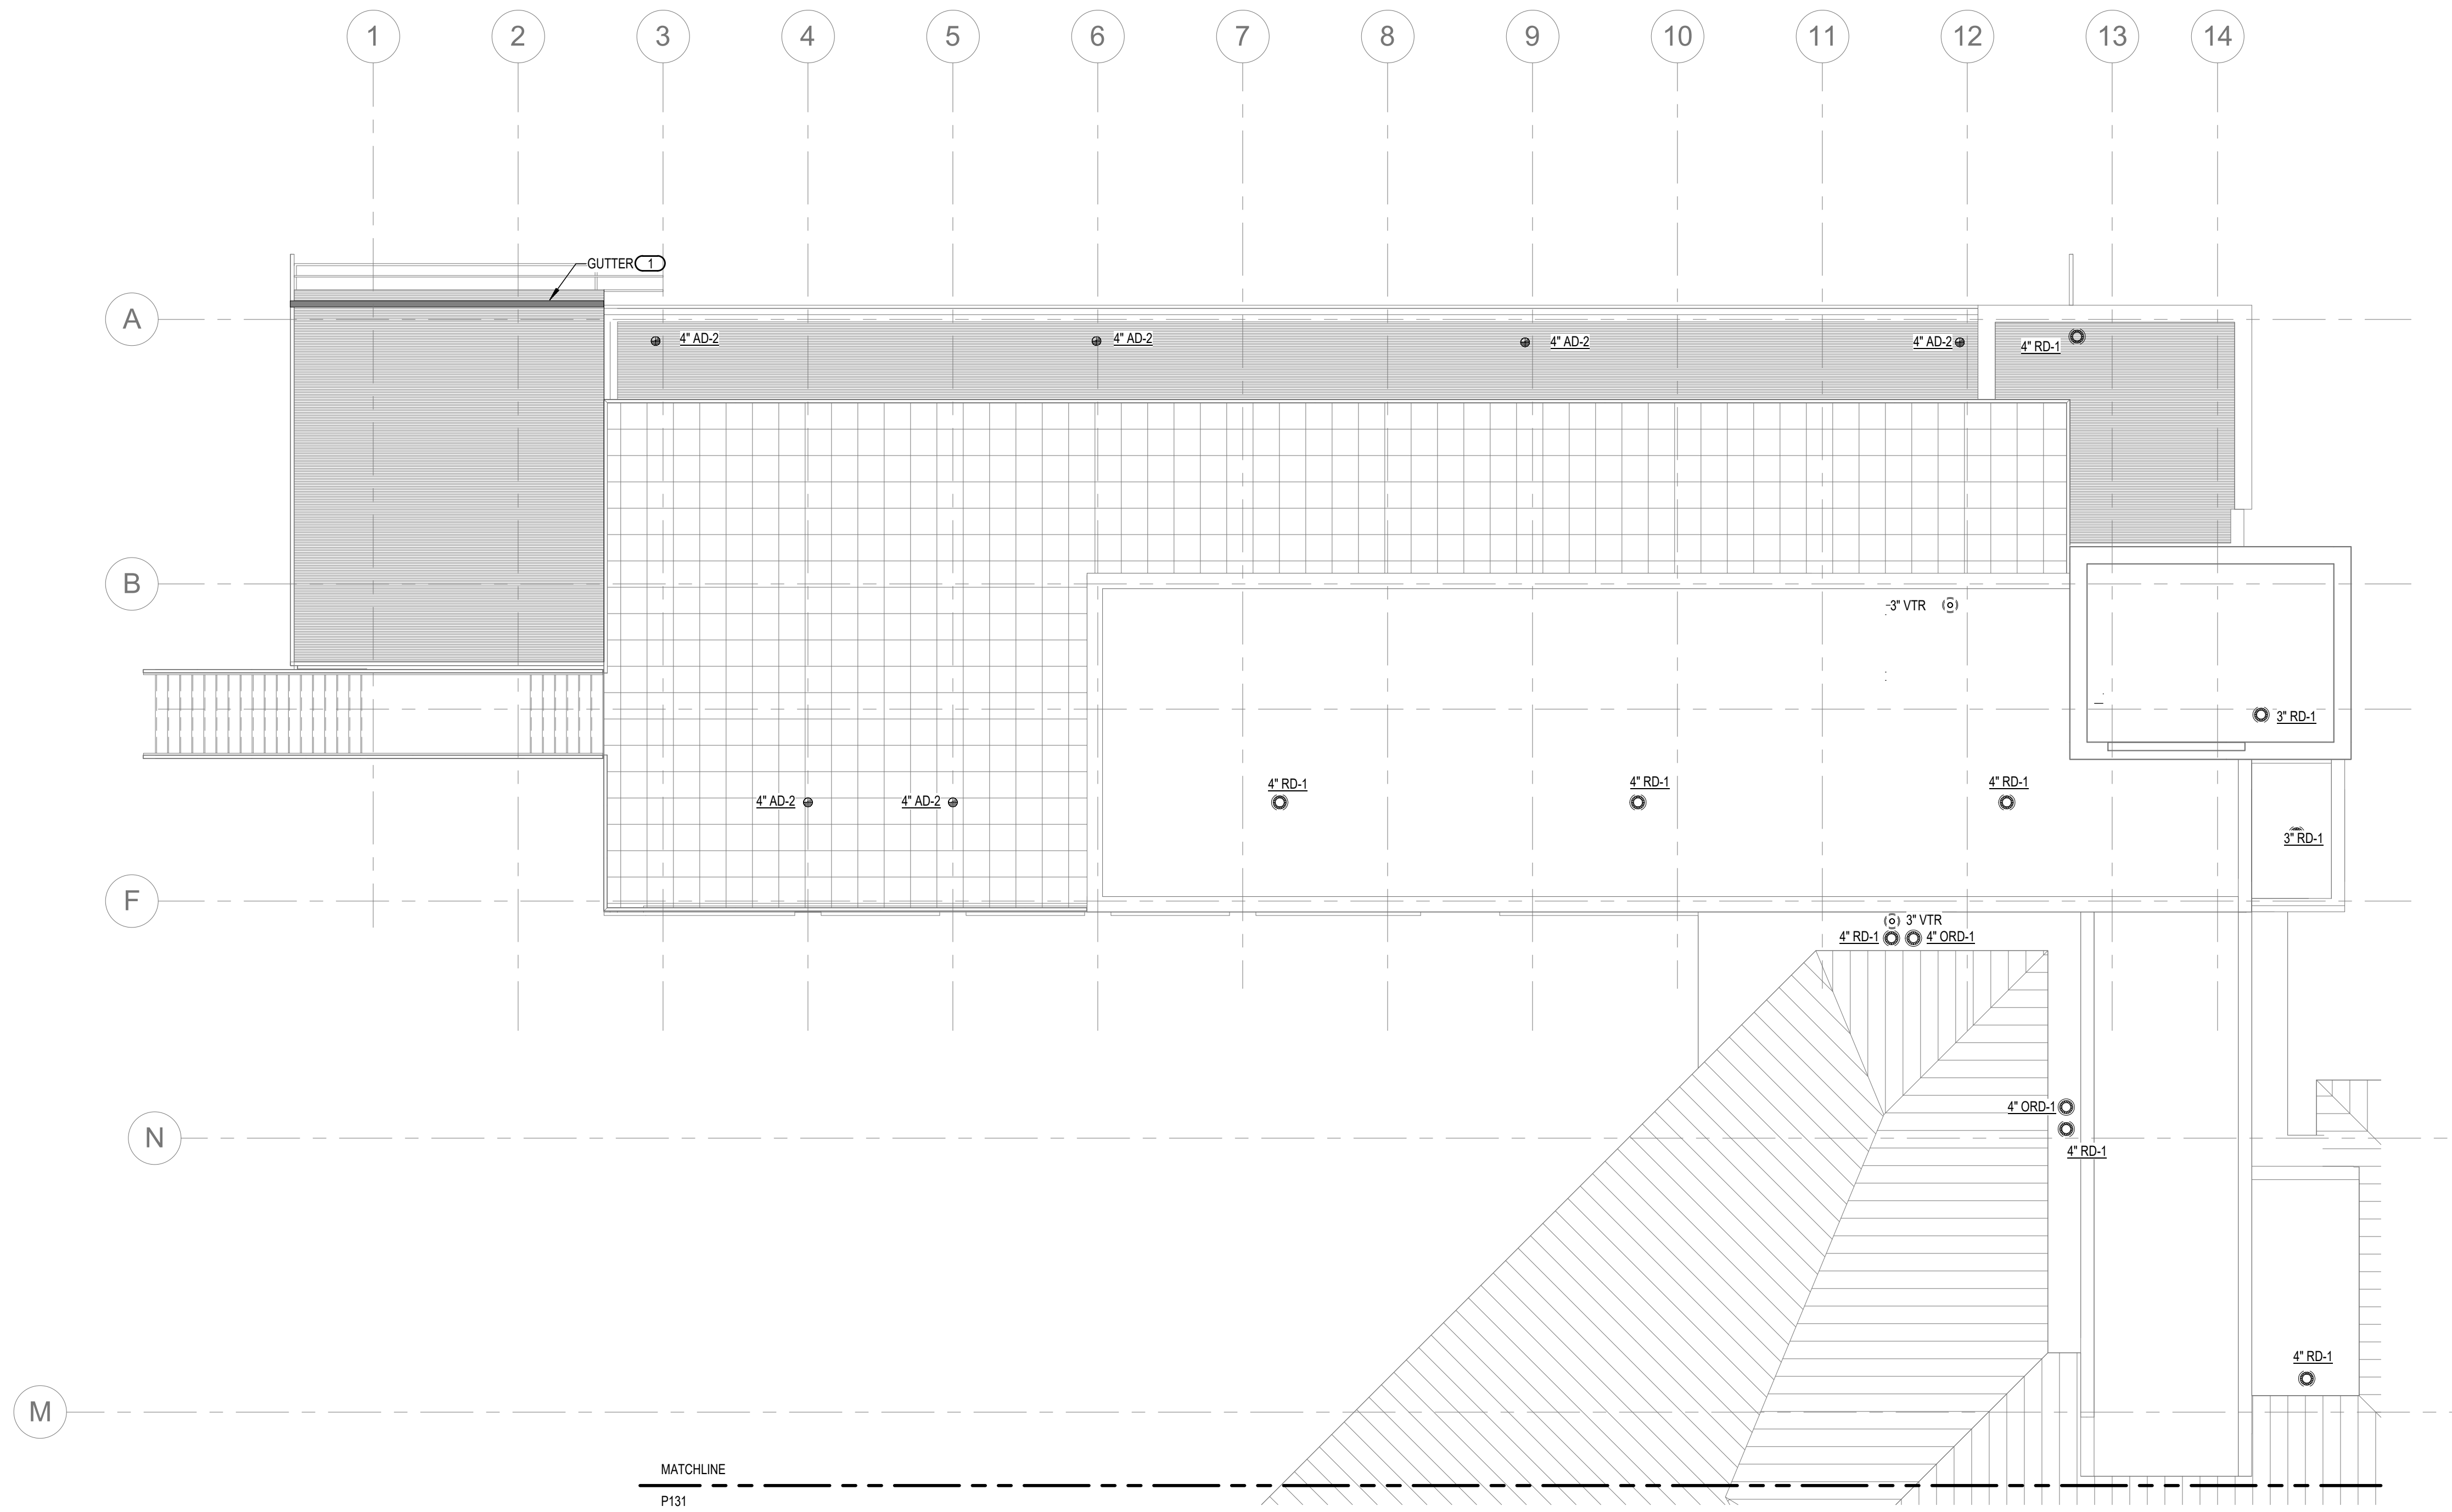 1 2 3 4 5 6 7 8 9 10 11 12 13 14
GUTTER 1
A
4" AD-2 4" AD-2 4" AD-2 4" AD-2 4" RD-1
B
3" VTR
3" RD-1
4" RD-1 4" RD-1 4" RD-1
4" AD-2 4" AD-2
3" RD-1
F
3" VTR
4" RD-1 4" ORD-1
4" ORD-1
N
4" RD-1
4" RD-1
M
MATCHLINE
P131